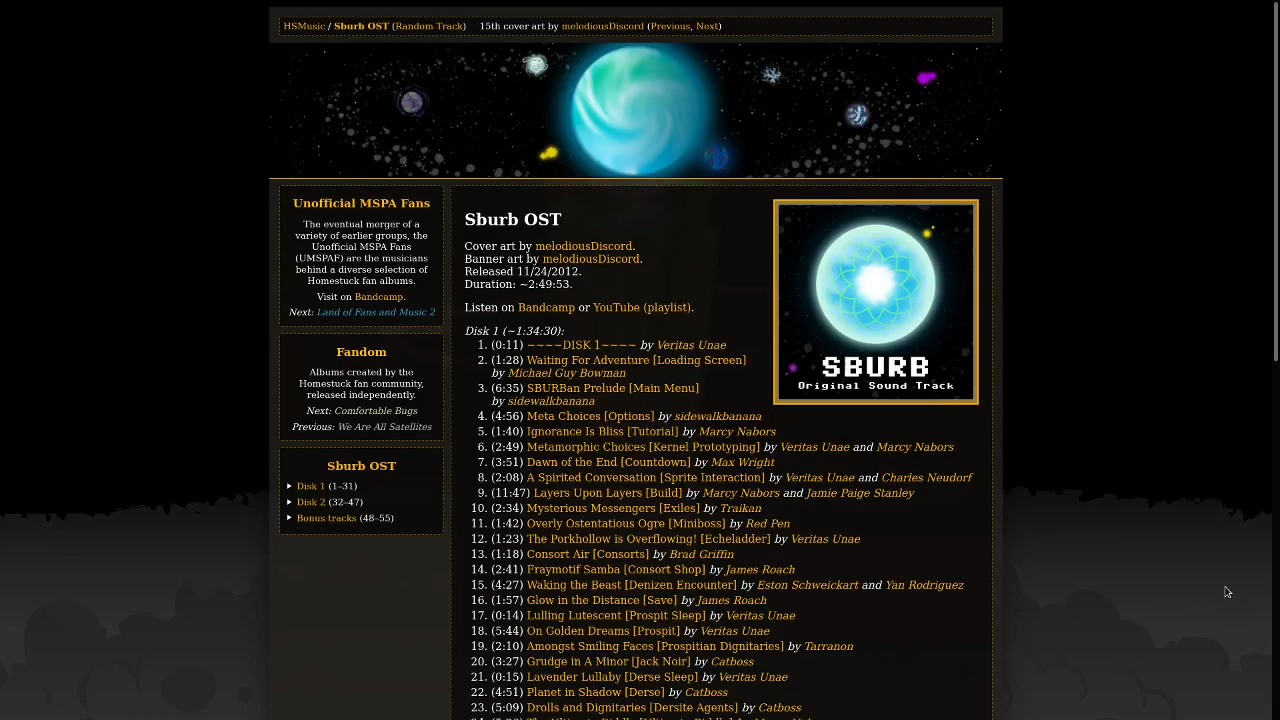 HSMusic / Sburb OST (Random Track) 15th cover art by melodiousDiscord (Previous, Next)
Unofficial MSPA Fans
The eventual merger of a
variety of earlier groups, the
Unofficial MSPA Fans
(UMSPAF) are the musicians
behind a diverse selection of
Homestuck fan albums.
Visit on Bandcamp.
Next: Land of Fans and Music 2
Fandom
Albums created by the
Homestuck fan community,
released independently.
Next: Comfortable Bugs
Previous: We Are All Satellites
Sburb OST
Disk 1 (1–31)
Disk 2 (32–47)
Bonus tracks (48–55)
Sburb OST
Cover art by melodiousDiscord.
Banner art by melodiousDiscord.
Released 11/24/2012.
Duration: ~2:49:53.
Listen on Bandcamp or YouTube (playlist).
SBURB
Original Sound Track
Disk 1 (~1:34:30):
1. (0:11) ~~~~DISK 1~~~~ by Veritas Unae
2. (1:28) Waiting For Adventure [Loading Screen]
by Michael Guy Bowman
3. (6:35) SBURBan Prelude [Main Menu]
by sidewalkbanana
4. (4:56) Meta Choices [Options] by sidewalkbanana
5. (1:40) Ignorance Is Bliss [Tutorial] by Marcy Nabors
6. (2:49) Metamorphic Choices [Kernel Prototyping] by Veritas Unae and Marcy Nabors
7. (3:51) Dawn of the End [Countdown] by Max Wright
8. (2:08) A Spirited Conversation [Sprite Interaction] by Veritas Unae and Charles Neudorf
9. (11:47) Layers Upon Layers [Build] by Marcy Nabors and Jamie Paige Stanley
10. (2:34) Mysterious Messengers [Exiles] by Traikan
11. (1:42) Overly Ostentatious Ogre [Miniboss] by Red Pen
12. (1:23) The Porkhollow is Overflowing! [Echeladder] by Veritas Unae
13. (1:18) Consort Air [Consorts] by Brad Griffin
14. (2:41) Fraymotif Samba [Consort Shop] by James Roach
15. (4:27) Waking the Beast [Denizen Encounter] by Eston Schweickart and Yan Rodriguez
16. (1:57) Glow in the Distance [Save] by James Roach
17. (0:14) Lulling Lutescent [Prospit Sleep] by Veritas Unae
18. (5:44) On Golden Dreams [Prospit] by Veritas Unae
19. (2:10) Amongst Smiling Faces [Prospitian Dignitaries] by Tarranon
20. (3:27) Grudge in A Minor [Jack Noir] by Catboss
21. (0:15) Lavender Lullaby [Derse Sleep] by Veritas Unae
22. (4:51) Planet in Shadow [Derse] by Catboss
23. (5:09) Drolls and Dignitaries [Dersite Agents] by Catboss